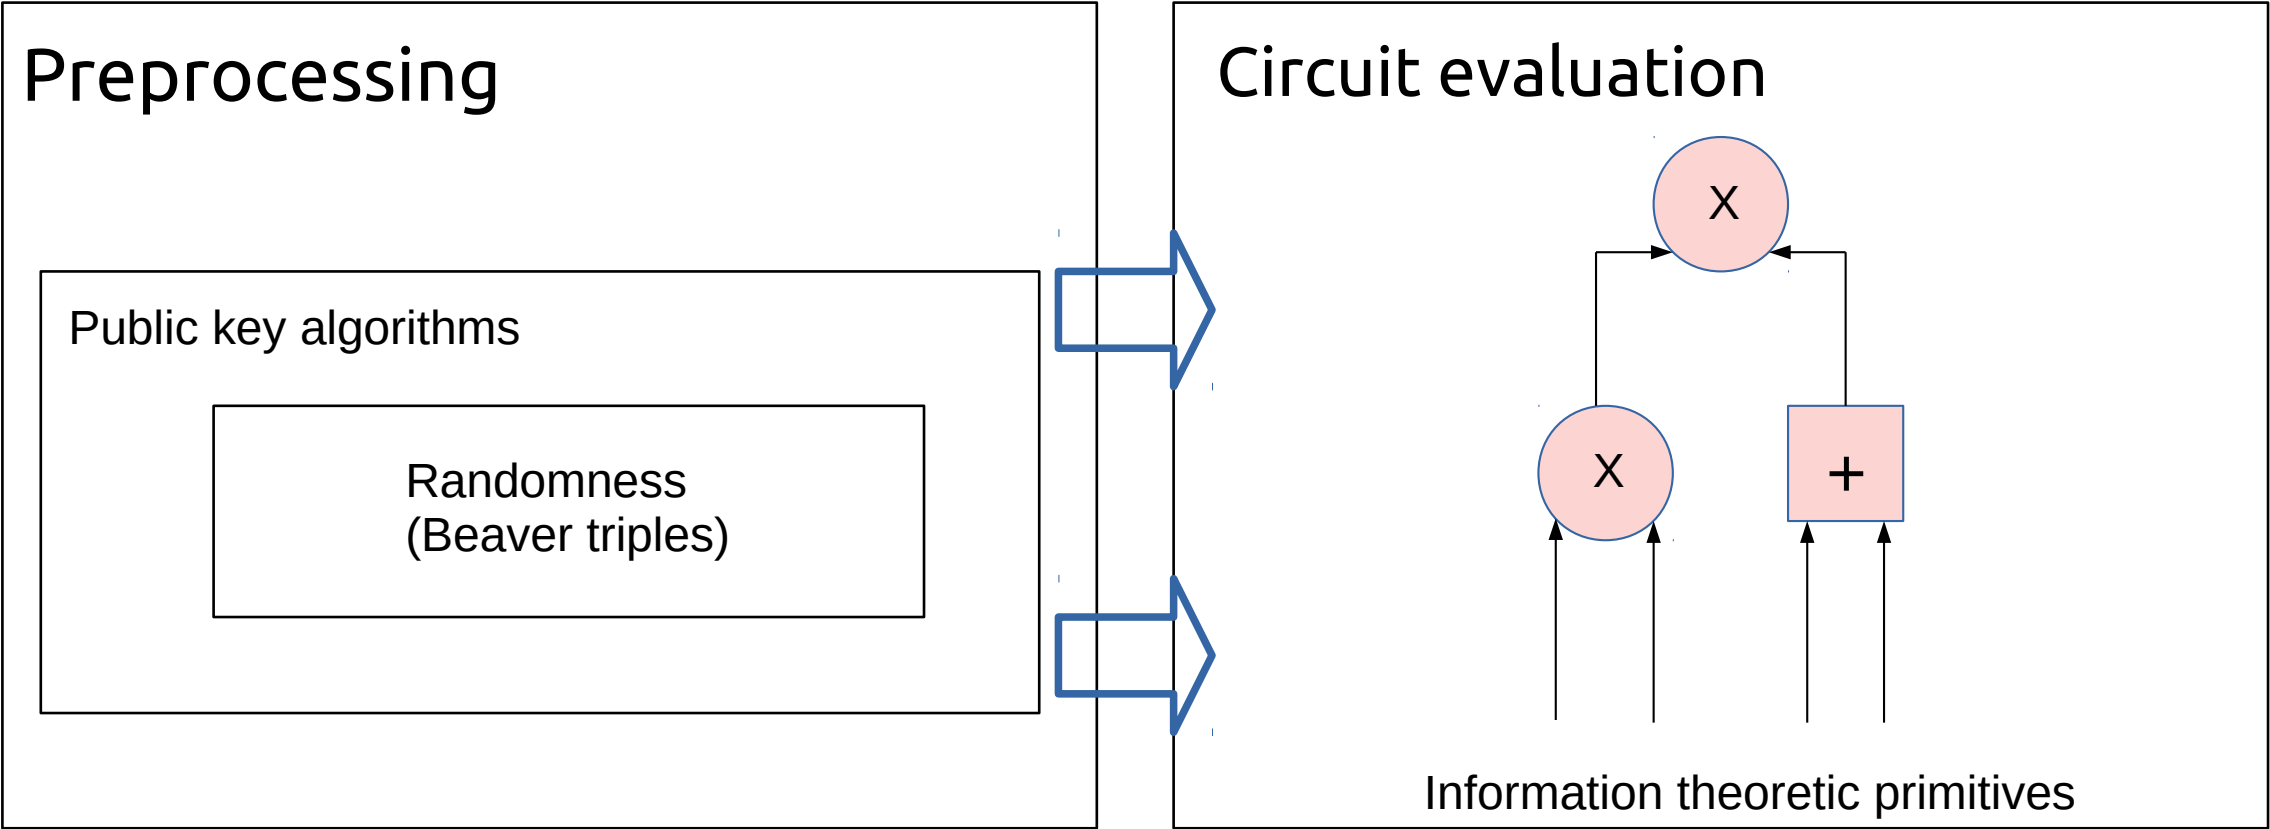 Preprocessing
Public key algorithms
Randomness
(Beaver triples)
Circuit evaluation
X
X
+
Information theoretic primitives